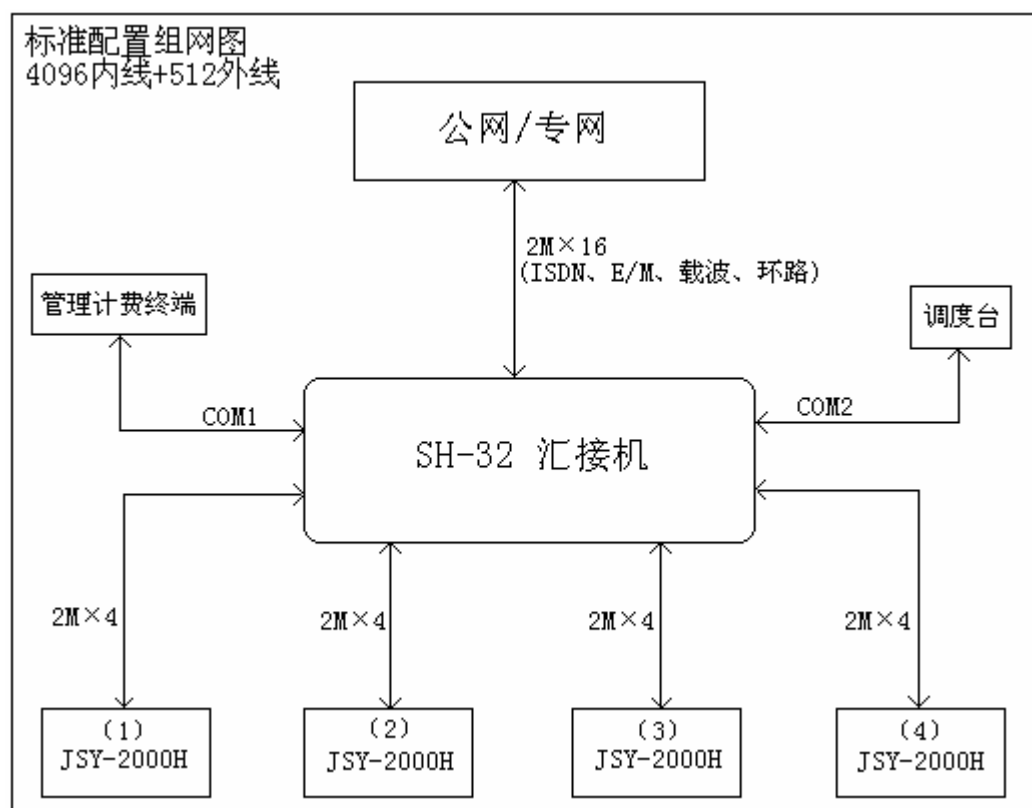 标准配置组网图
4096内线+512外线
公网/专网
2M×16
(ISDN、E/M、载波、环路)
管理计费终端
调度台
COM1
COM2
SH-32 汇接机
2M×4
2M×4
2M×4
2M×4
(1)
JSY-2000H
(2)
JSY-2000H
(3)
JSY-2000H
(4)
JSY-2000H